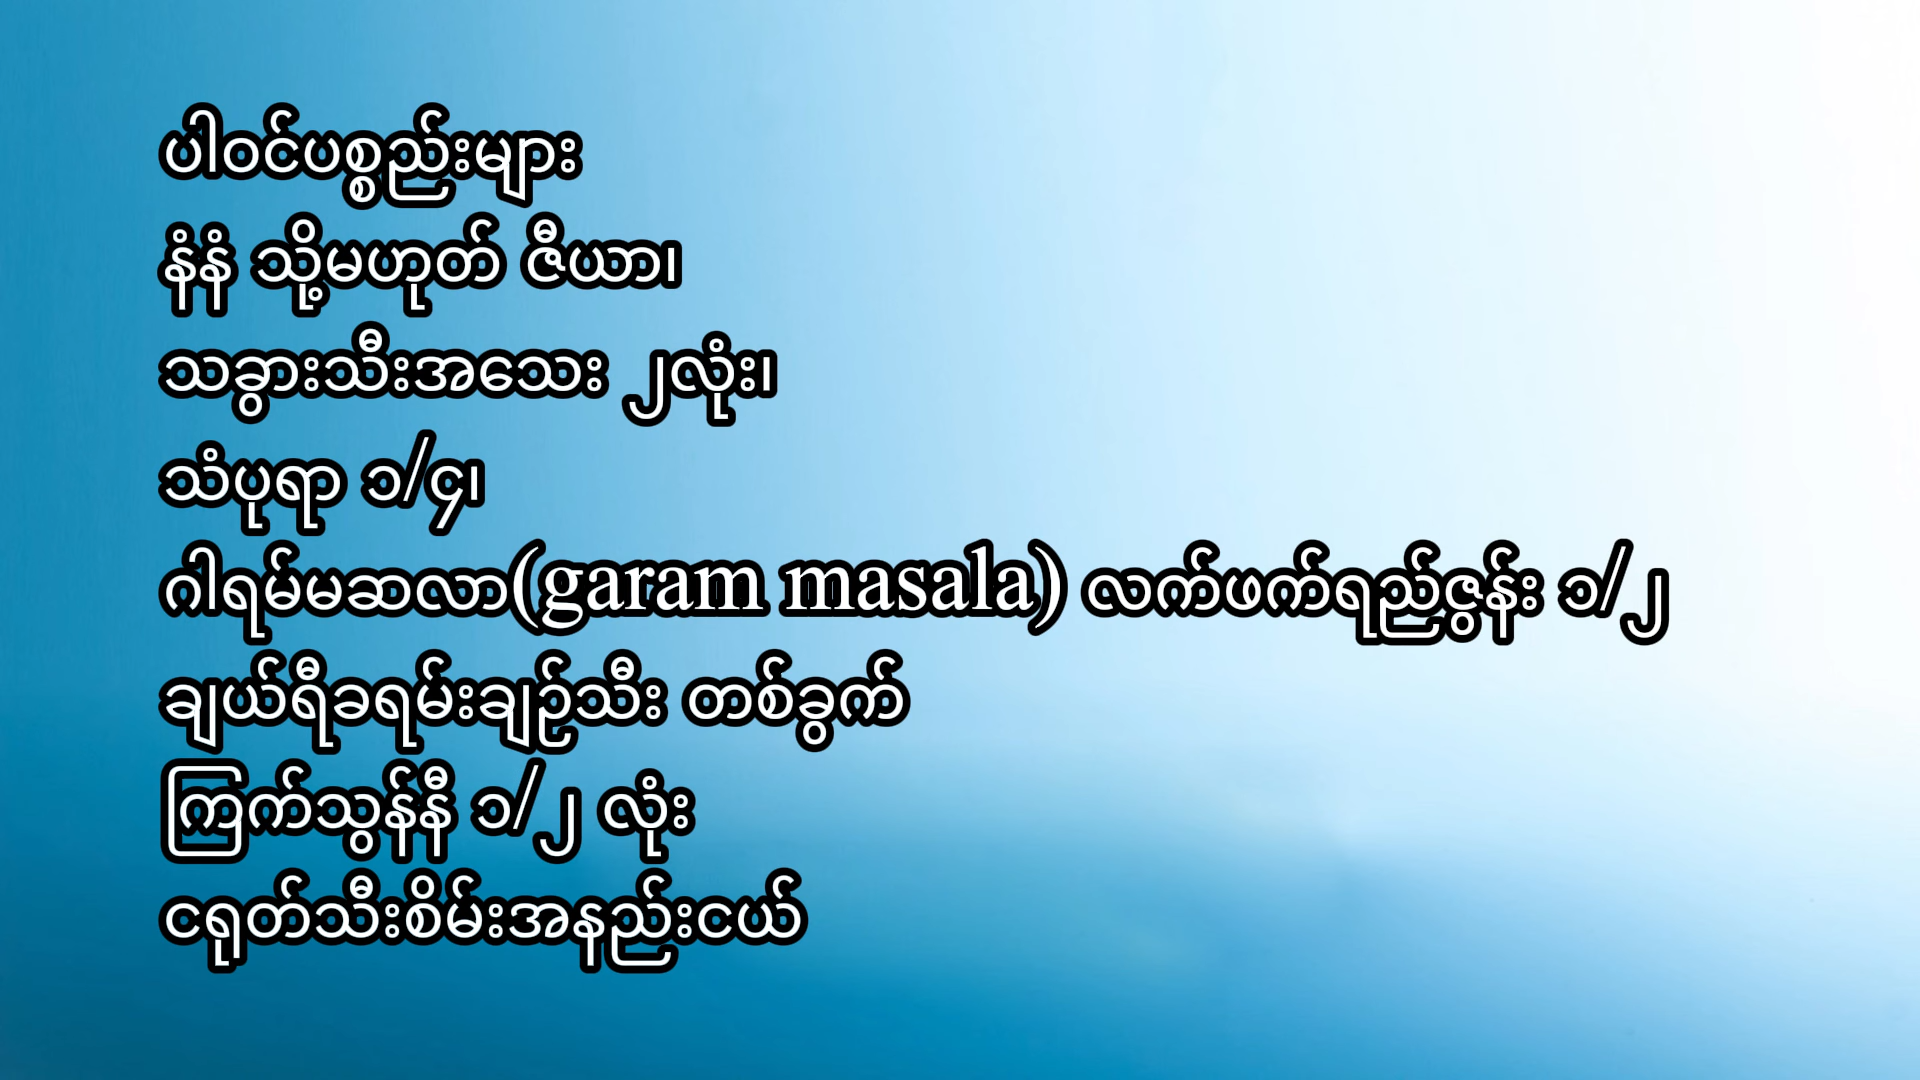 ပါဝင်ပစ္စည်းများ
နံနံ သို့မဟုတ် ဇီယာ၊
သခွားသီးအသေး ၂လုံး၊
သံပုရာ ၁/၄၊
ဂါရမ်မဆလာ(garam masala) လက်ဖက်ရည်ဇွန်း ၁/၂
ချယ်ရီခရမ်းချဉ်သီး တစ်ခွက်
ကြက်သွန်နီ ၁/၂ လုံး
ငရုတ်သီးစိမ်းအနည်းငယ်